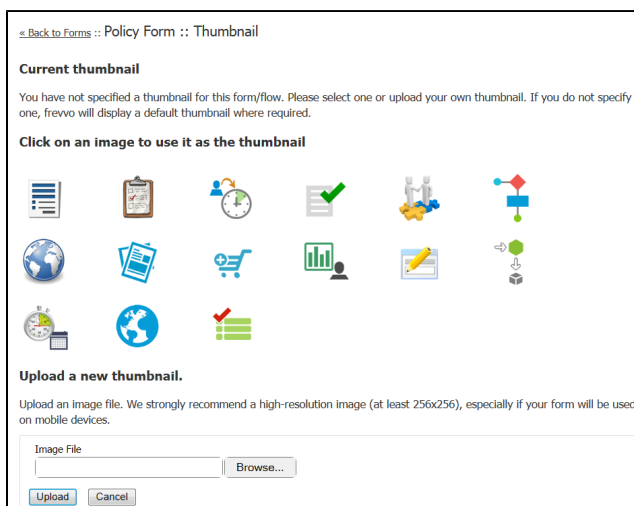 « Back to Forms :: Policy Form :: Thumbnail
Current thumbnail
You have not specified a thumbnail for this form/flow. Please select one or upload your own thumbnail. If you do not specify
one, frevvo will display a default thumbnail where required.
Click on an image to use it as the thumbnail
Upload a new thumbnail.
Upload an image file. We strongly recommend a high-resolution image (at least 256x256), especially if your form will be used
on mobile devices.
Image File
Browse...
Upload Cancel